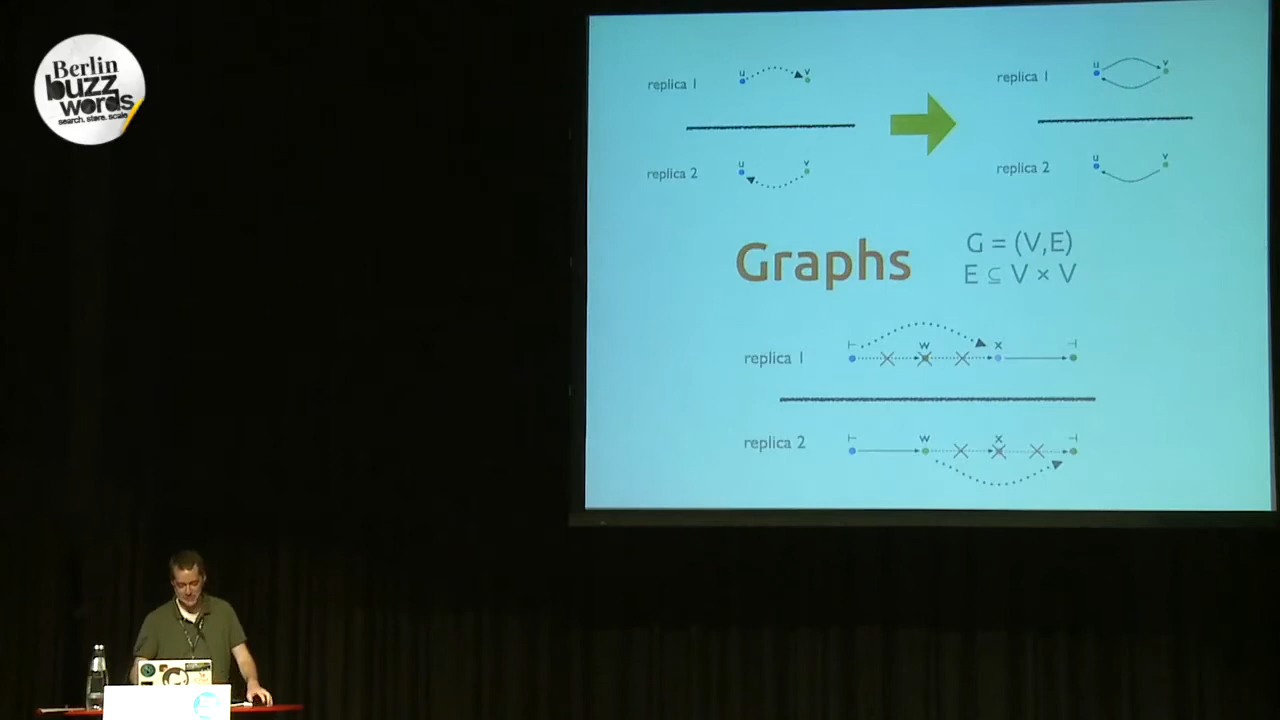 Berlin
buzz
words
search. store. scale
replica 1
u v
replica 2
u v
replica 1
u v
replica 2
u v
Graphs
G = (V,E)
E ⊆ V × V
replica 1
⊢ w x ⊣
replica 2
⊢ w x ⊣